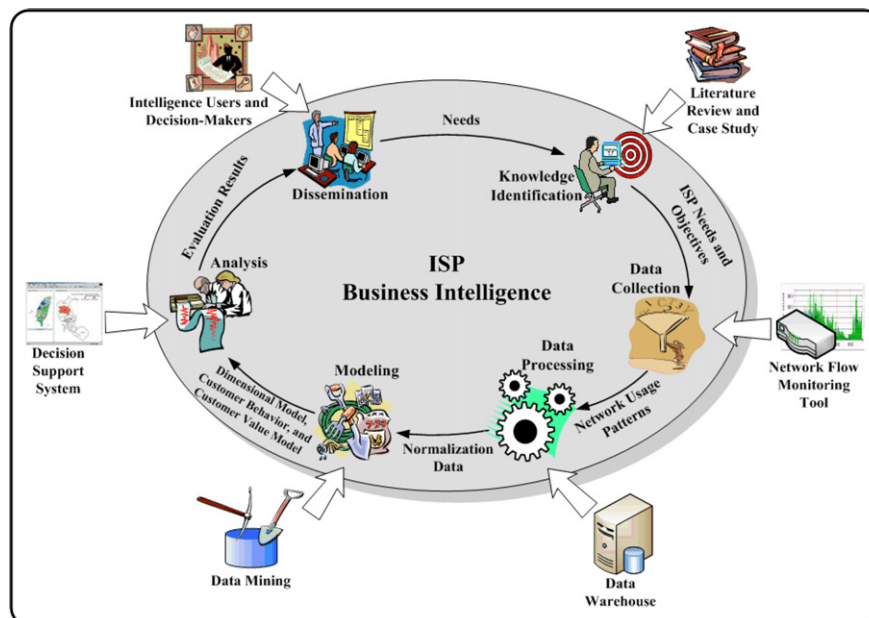 Intelligence Users and
Decision-Makers
Literature
Review and
Case Study
Needs
Knowledge
Identification
Dissemination
Evaluation Results
ISP Needs and
Objectives
Analysis
ISP
Business Intelligence
Data
Collection
Decision
Support
System
Data
Processing
Modeling
Network Flow
Monitoring
Tool
Network Usage
Patterns
Dimensional Model,
Customer Behavior, and
Customer Value Model
Normalization
Data
Data Mining
Data
Warehouse